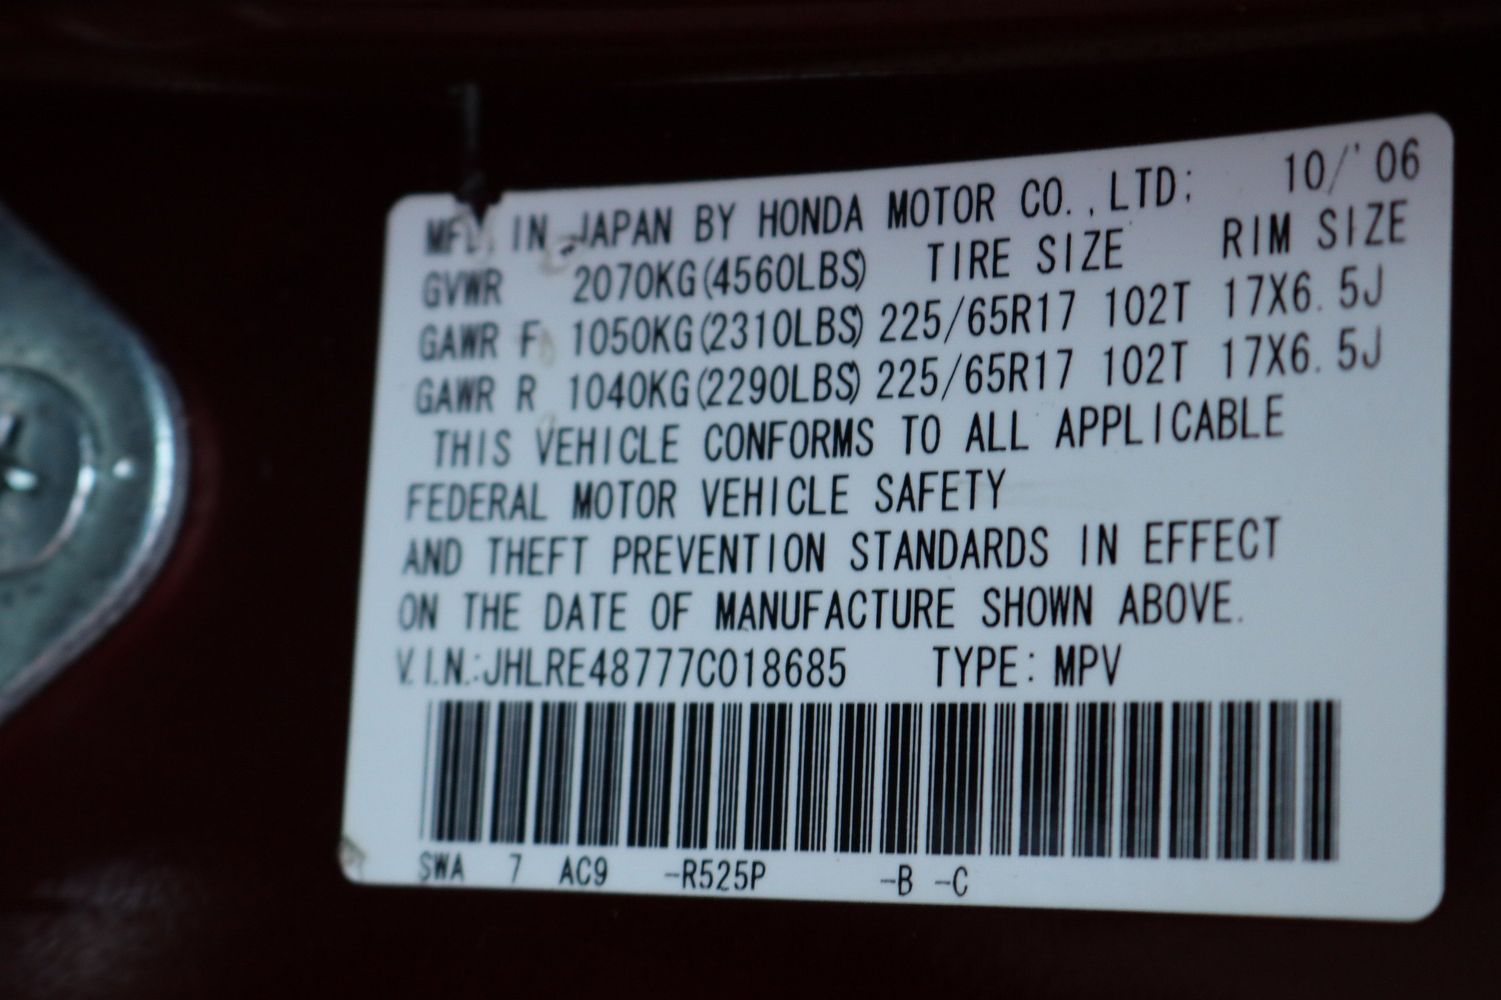 MFD. IN JAPAN BY HONDA MOTOR CO.,LTD; 10/'06
GVWR 2070KG(4560LBS) TIRE SIZE RIM SIZE
GAWR F 1050KG(2310LBS) 225/65R17 102T 17X6.5J
GAWR R 1040KG(2290LBS) 225/65R17 102T 17X6.5J
THIS VEHICLE CONFORMS TO ALL APPLICABLE
FEDERAL MOTOR VEHICLE SAFETY
AND THEFT PREVENTION STANDARDS IN EFFECT
ON THE DATE OF MANUFACTURE SHOWN ABOVE.
V.I.N.:JHLRE48777C018685 TYPE: MPV
SWA 7 AC9 -R525P -B -C